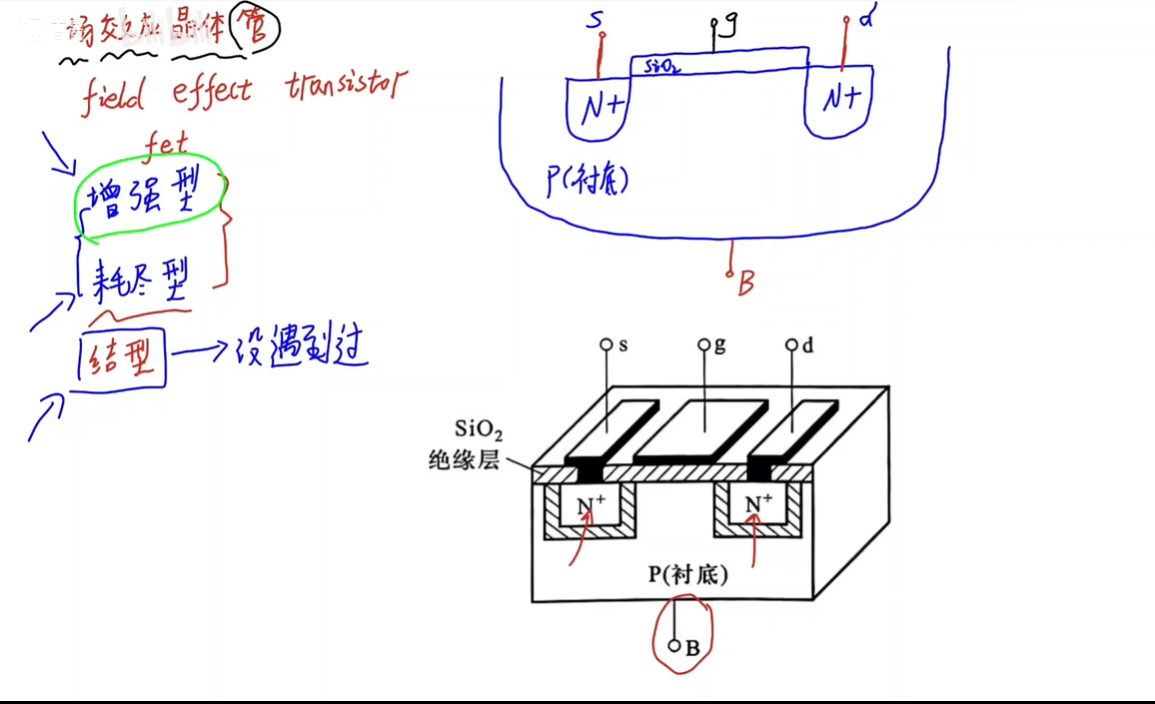 场效应晶体管
field effect transistor
fet
增强型
耗尽型
结型 → 没遇到过
s g d
SiO₂
N+ N+
P(衬底)
B
s g d
SiO₂
绝缘层
N⁺ N⁺
P(衬底)
B